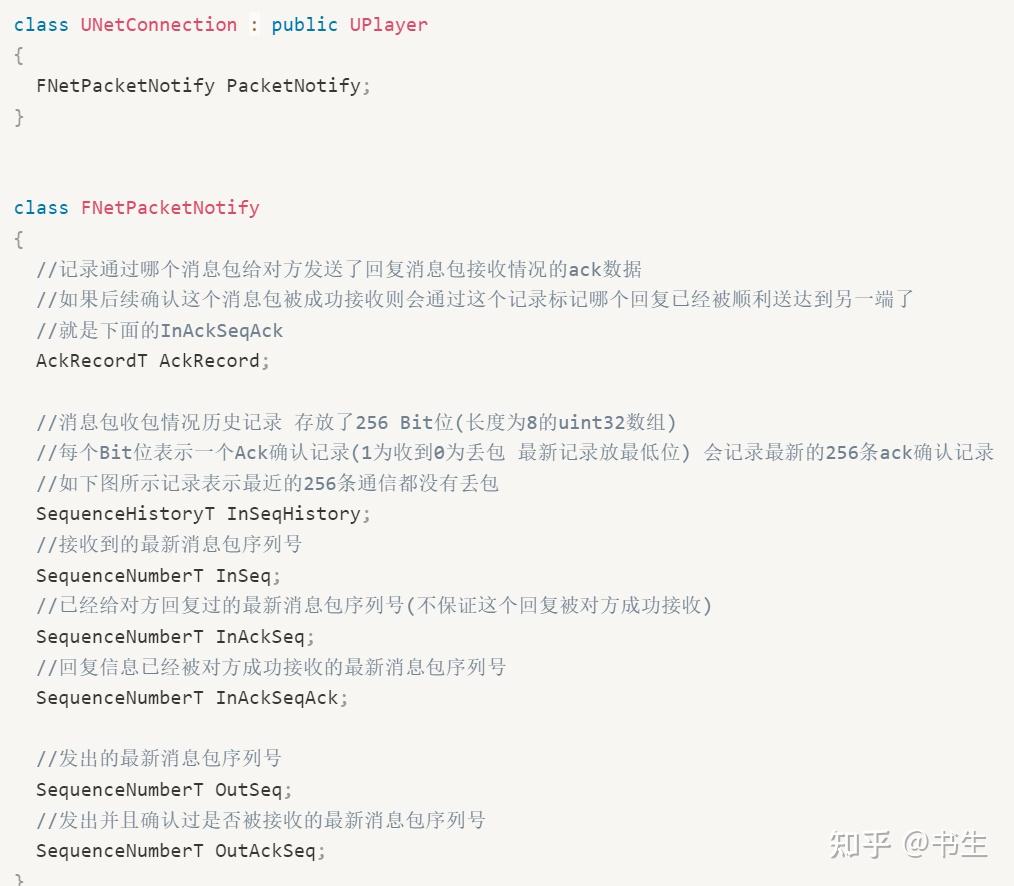 class UNetConnection : public UPlayer
{
FNetPacketNotify PacketNotify;
}
class FNetPacketNotify
{
//记录通过哪个消息包给对方发送了回复消息包接收情况的ack数据
//如果后续确认这个消息包被成功接收则会通过这个记录标记哪个回复已经被顺利送达到另一端了
//就是下面的InAckSeqAck
AckRecordT AckRecord;
//消息包收包情况历史记录 存放了256 Bit位(长度为8的uint32数组)
//每个Bit位表示一个Ack确认记录(1为收到0为丢包 最新记录放最低位) 会记录最新的256条ack确认记录
//如下图所示记录表示最近的256条通信都没有丢包
SequenceHistoryT InSeqHistory;
//接收到的最新消息包序列号
SequenceNumberT InSeq;
//已经给对方回复过的最新消息包序列号(不保证这个回复被对方成功接收)
SequenceNumberT InAckSeq;
//回复信息已经被对方成功接收的最新消息包序列号
SequenceNumberT InAckSeqAck;
//发出的最新消息包序列号
SequenceNumberT OutSeq;
//发出并且确认过是否被接收的最新消息包序列号
SequenceNumberT OutAckSeq;
}
知乎 @书生